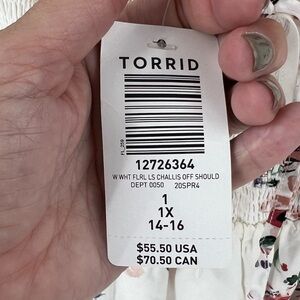 TORRID
FL_259
12726364
W WHT FLRL LS CHALLIS OFF SHOULD
DEPT 0050 20SPR4
1
1X
14-16
$55.50 USA
$70.50 CAN